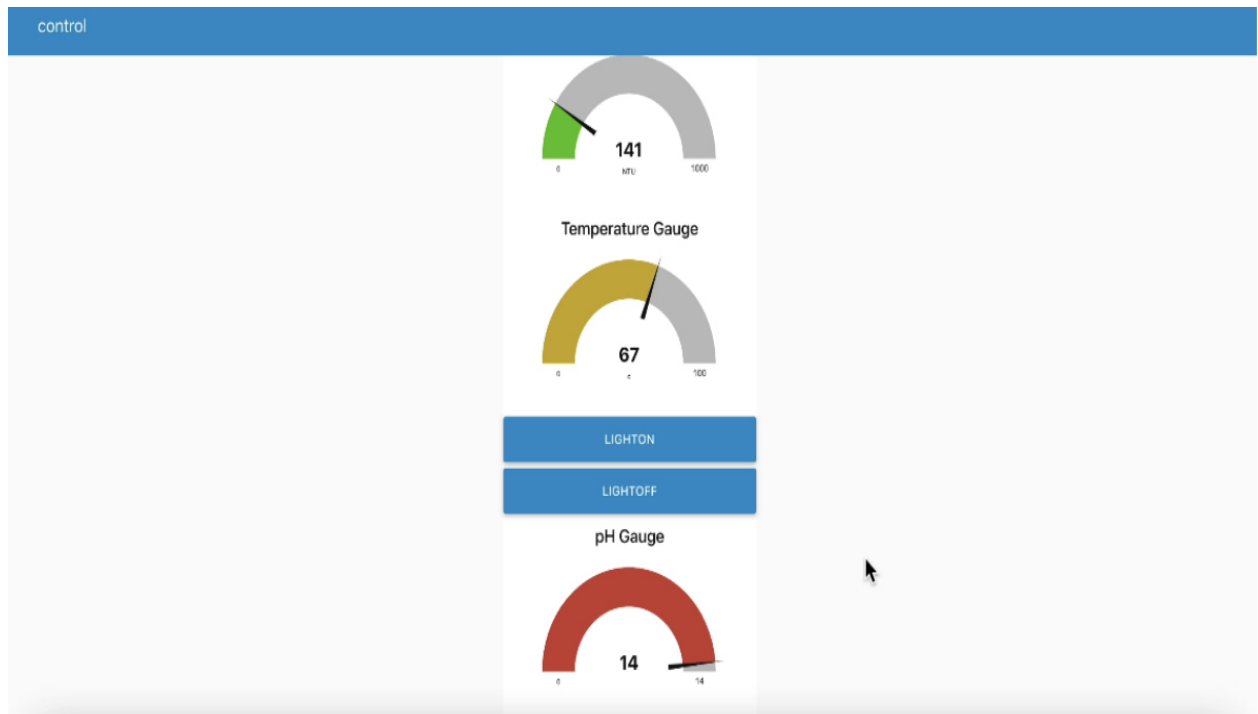 control
141
NTU
0 1000
Temperature Gauge
67
c
0 100
LIGHTON
LIGHTOFF
pH Gauge
14
0 14